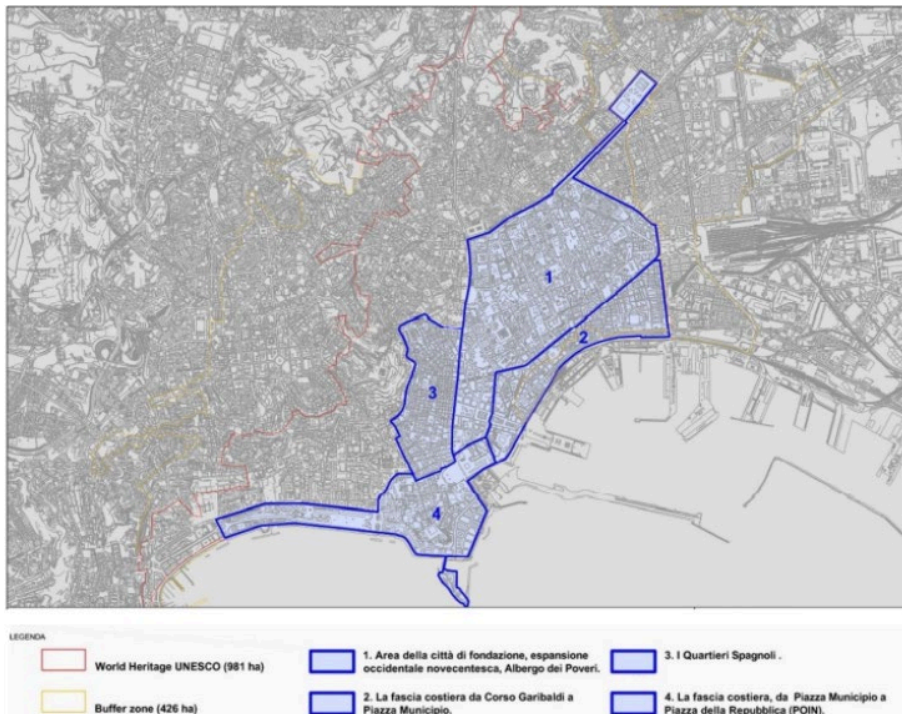 1
2
3
4
LEGENDA
World Heritage UNESCO (981 ha)
Buffer zone (426 ha)
1. Area della città di fondazione, espansione
occidentale novecentesca, Albergo dei Poveri.
2. La fascia costiera da Corso Garibaldi a
Piazza Municipio.
3. I Quartieri Spagnoli .
4. La fascia costiera, da Piazza Municipio a
Piazza della Repubblica (POIN).